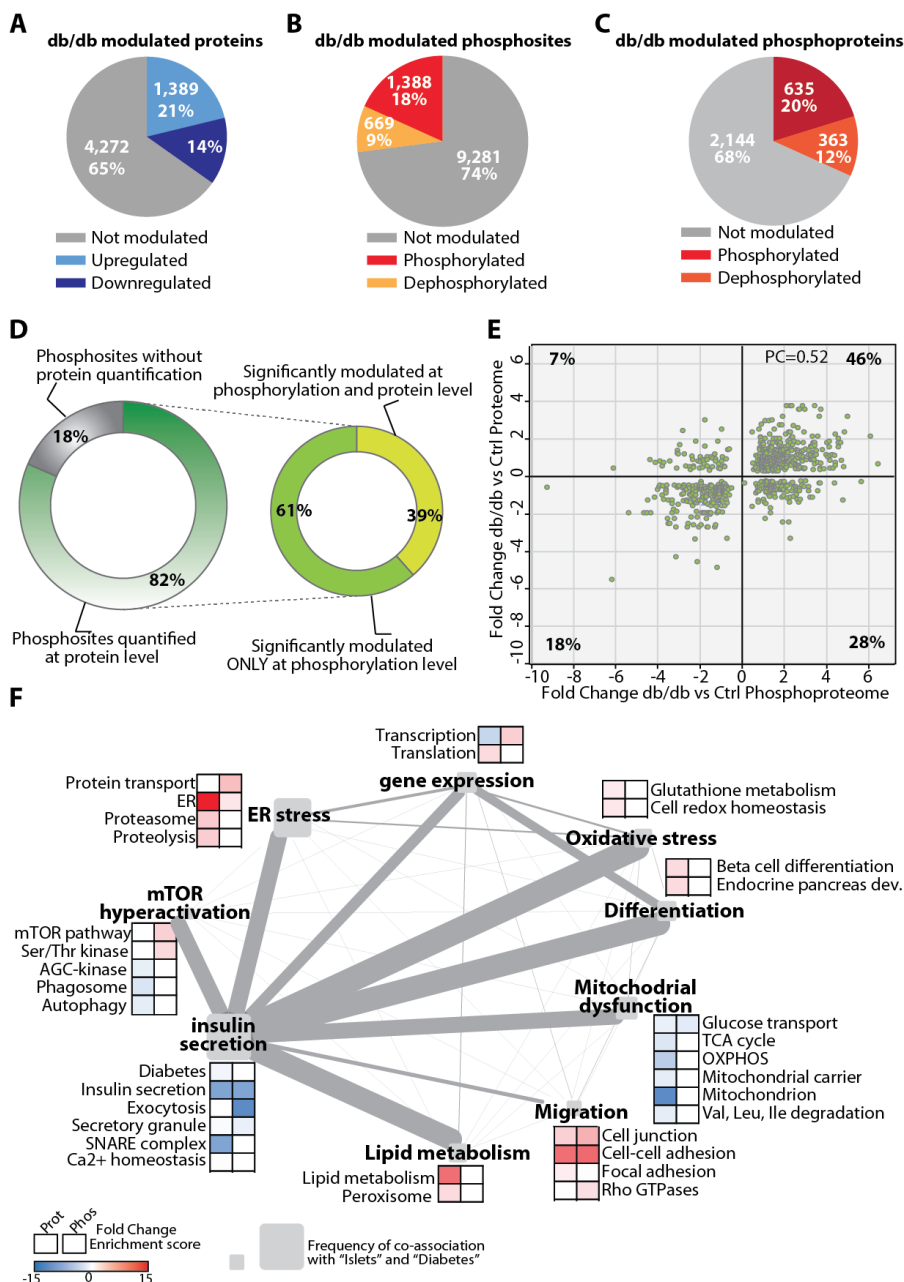 A
db/db modulated proteins
1,389
21%
14%
4,272
65%
Not modulated
Upregulated
Downregulated
B
db/db modulated phosphosites
1,388
18%
669
9%
9,281
74%
Not modulated
Phosphorylated
Dephosphorylated
C
db/db modulated phosphoproteins
635
20%
2,144
68%
363
12%
Not modulated
Phosphorylated
Dephosphorylated
D
Phosphosites without
protein quantification
18%
82%
Phosphosites quantified
at protein level
Significantly modulated at
phosphorylation and protein level
61%
39%
Significantly modulated
ONLY at phosphorylation level
E
Fold Change db/db vs Ctrl Proteome
6
4
2
0
-2
-4
-6
-8
-10
7%
PC=0.52
46%
18%
28%
-10 -8 -6 -4 -2 0 2 4 6
Fold Change db/db vs Ctrl Phosphoproteome
F
Transcription
Translation
gene expression
Protein transport
ER
Proteasome
Proteolysis
ER stress
Glutathione metabolism
Cell redox homeostasis
Oxidative stress
Beta cell differentiation
Endocrine pancreas dev.
Differentiation
mTOR
hyperactivation
mTOR pathway
Ser/Thr kinase
AGC-kinase
Phagosome
Autophagy
Mitochodrial
dysfunction
Glucose transport
TCA cycle
OXPHOS
Mitochondrial carrier
Mitochondrion
Val, Leu, Ile degradation
insulin
secretion
Diabetes
Insulin secretion
Exocytosis
Secretory granule
SNARE complex
Ca2+ homeostasis
Migration
Cell junction
Cell-cell adhesion
Focal adhesion
Rho GTPases
Lipid metabolism
Lipid metabolism
Peroxisome
Prot
Phos
Fold Change
Enrichment score
-15 0 15
Frequency of co-association
with “Islets” and “Diabetes”